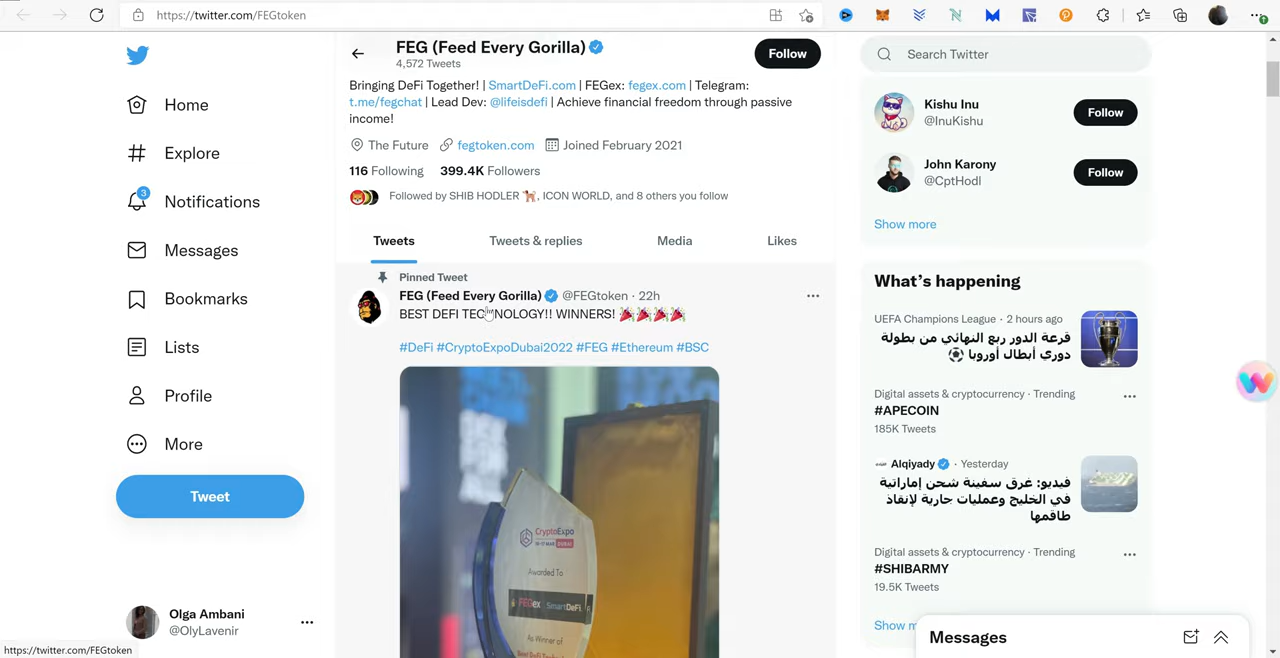 https://twitter.com/FEGtoken
FEG (Feed Every Gorilla)
4,572 Tweets
Follow
Search Twitter
Home
Explore
3
Notifications
Messages
Bookmarks
Lists
Profile
More
Tweet
Olga Ambani
@OlyLavenir
https://twitter.com/FEGtoken
Bringing DeFi Together! | SmartDeFi.com | FEGex: fegex.com | Telegram:
t.me/fegchat | Lead Dev: @lifeisdefi | Achieve financial freedom through passive
income!
The Future fegtoken.com Joined February 2021
116 Following 399.4K Followers
Followed by SHIB HODLER 🐕, ICON WORLD, and 8 others you follow
Tweets Tweets & replies Media Likes
Pinned Tweet
FEG (Feed Every Gorilla) @FEGtoken · 22h
BEST DEFI TECHNOLOGY!! WINNERS! 🎉🎉🎉🎉
#DeFi #CryptoExpoDubai2022 #FEG #Ethereum #BSC
CryptoExpo
DUBAI
Awarded To
FEGex SmartDeFi
As Winner of
Kishu Inu
@InuKishu
Follow
John Karony
@CptHodl
Follow
Show more
What's happening
UEFA Champions League · 2 hours ago
قرعة الدور ربع النهائي من بطولة
دوري أبطال أوروبا ⚽
Digital assets & cryptocurrency · Trending
#APECOIN
185K Tweets
Alqiyady · Yesterday
فيديو: غرق سفينة شحن إماراتية
في الخليج وعمليات جارية لإنقاذ
طاقمها
Digital assets & cryptocurrency · Trending
#SHIBARMY
19.5K Tweets
Show
Messages